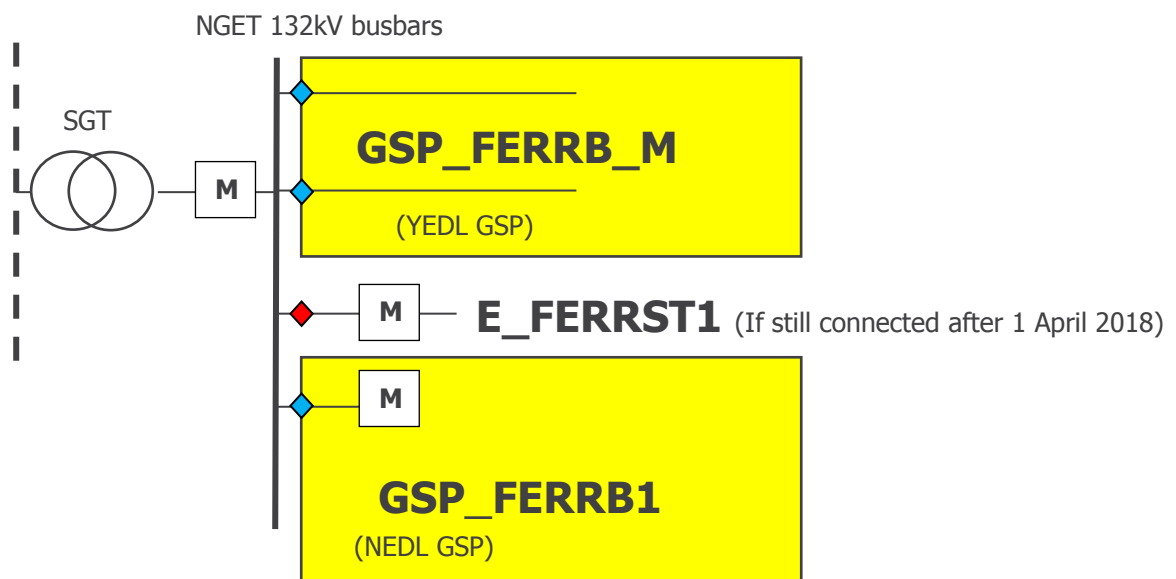 NGET 132kV busbars
SGT
M
GSP_FERRB_M
(YEDL GSP)
M
E_FERRST1 (If still connected after 1 April 2018)
M
GSP_FERRB1
(NEDL GSP)